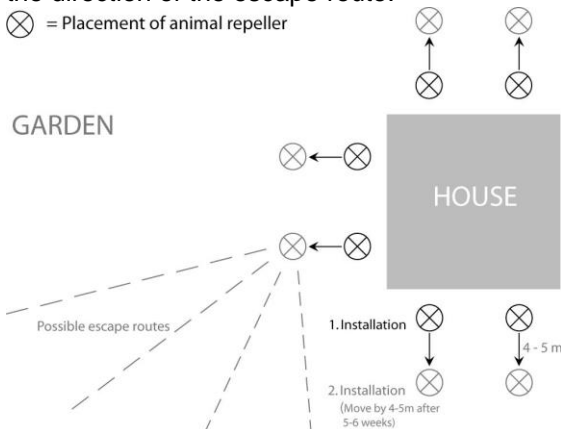 the direction of the escape route.
= Placement of animal repeller
GARDEN
HOUSE
Possible escape routes
1. Installation
4 - 5 m
2. Installation
(Move by 4-5m after
5-6 weeks)